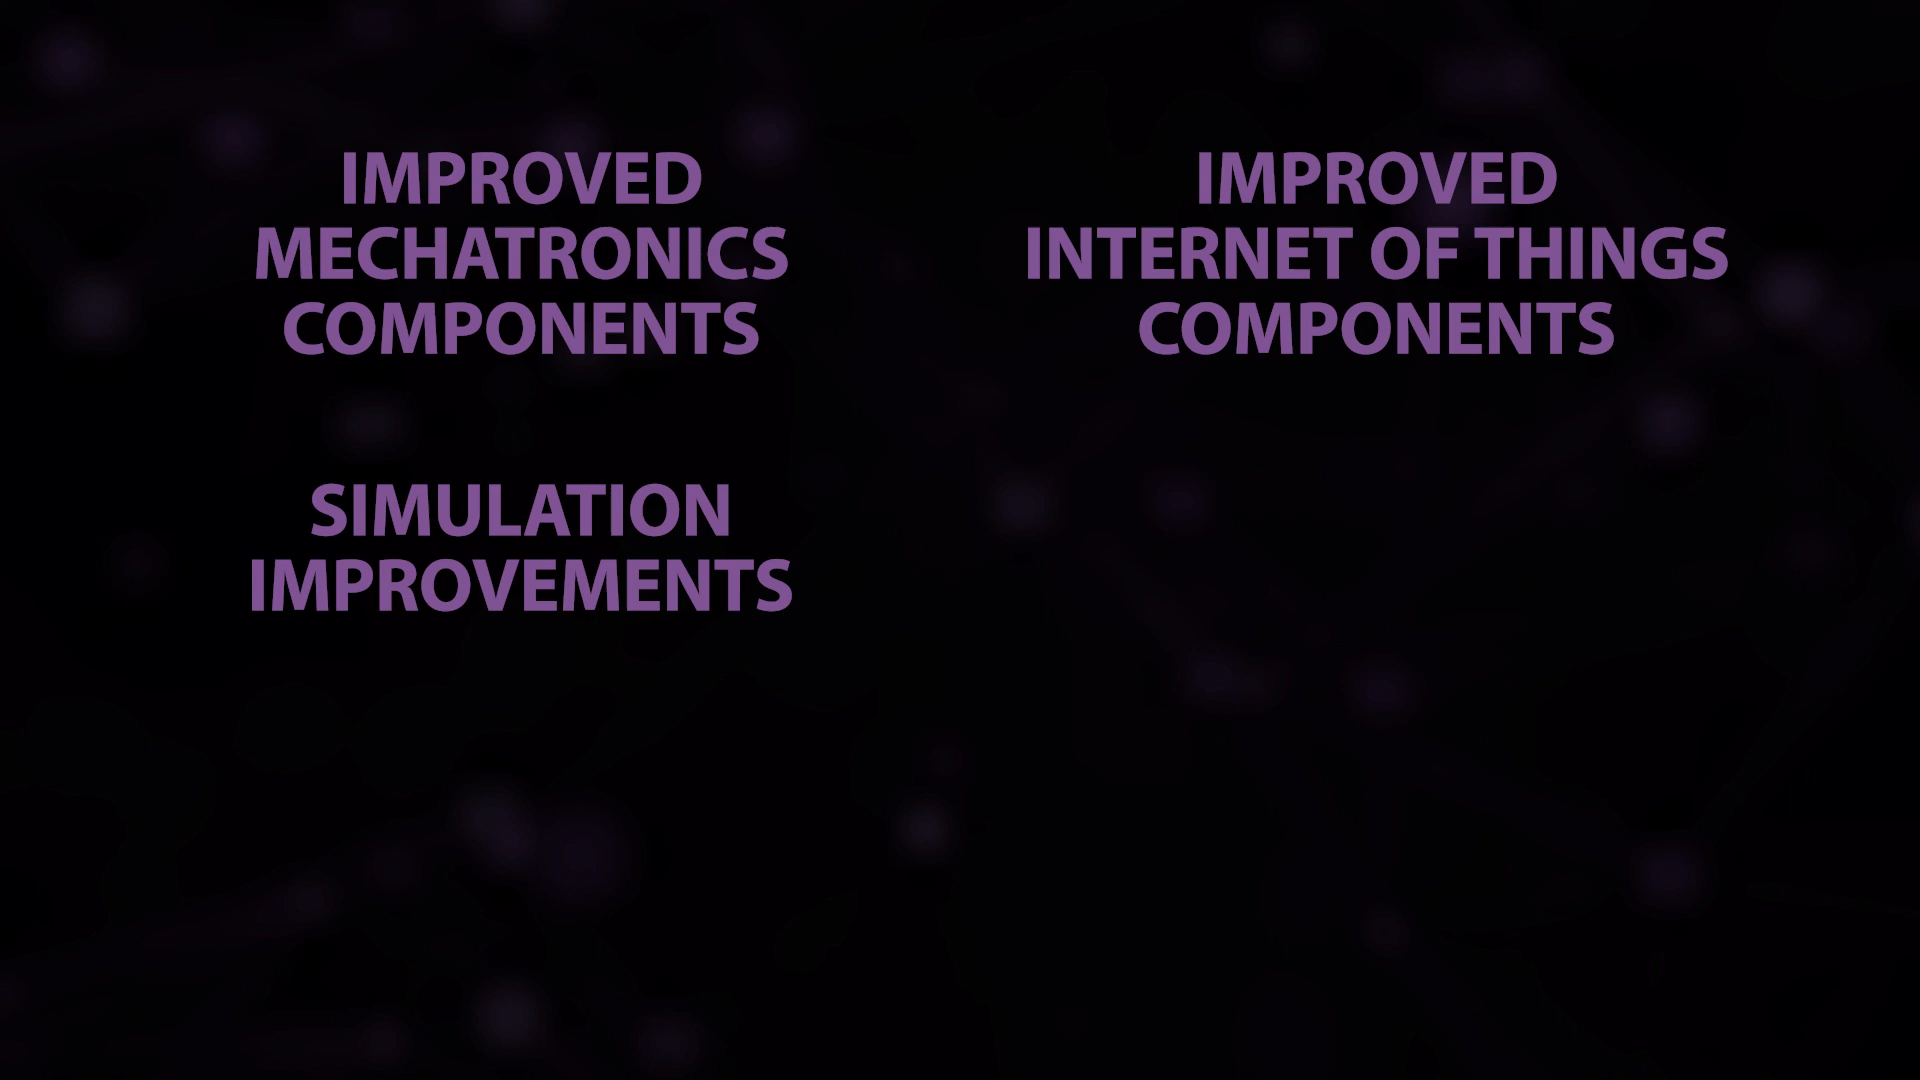 IMPROVED
MECHATRONICS
COMPONENTS
IMPROVED
INTERNET OF THINGS
COMPONENTS
SIMULATION
IMPROVEMENTS